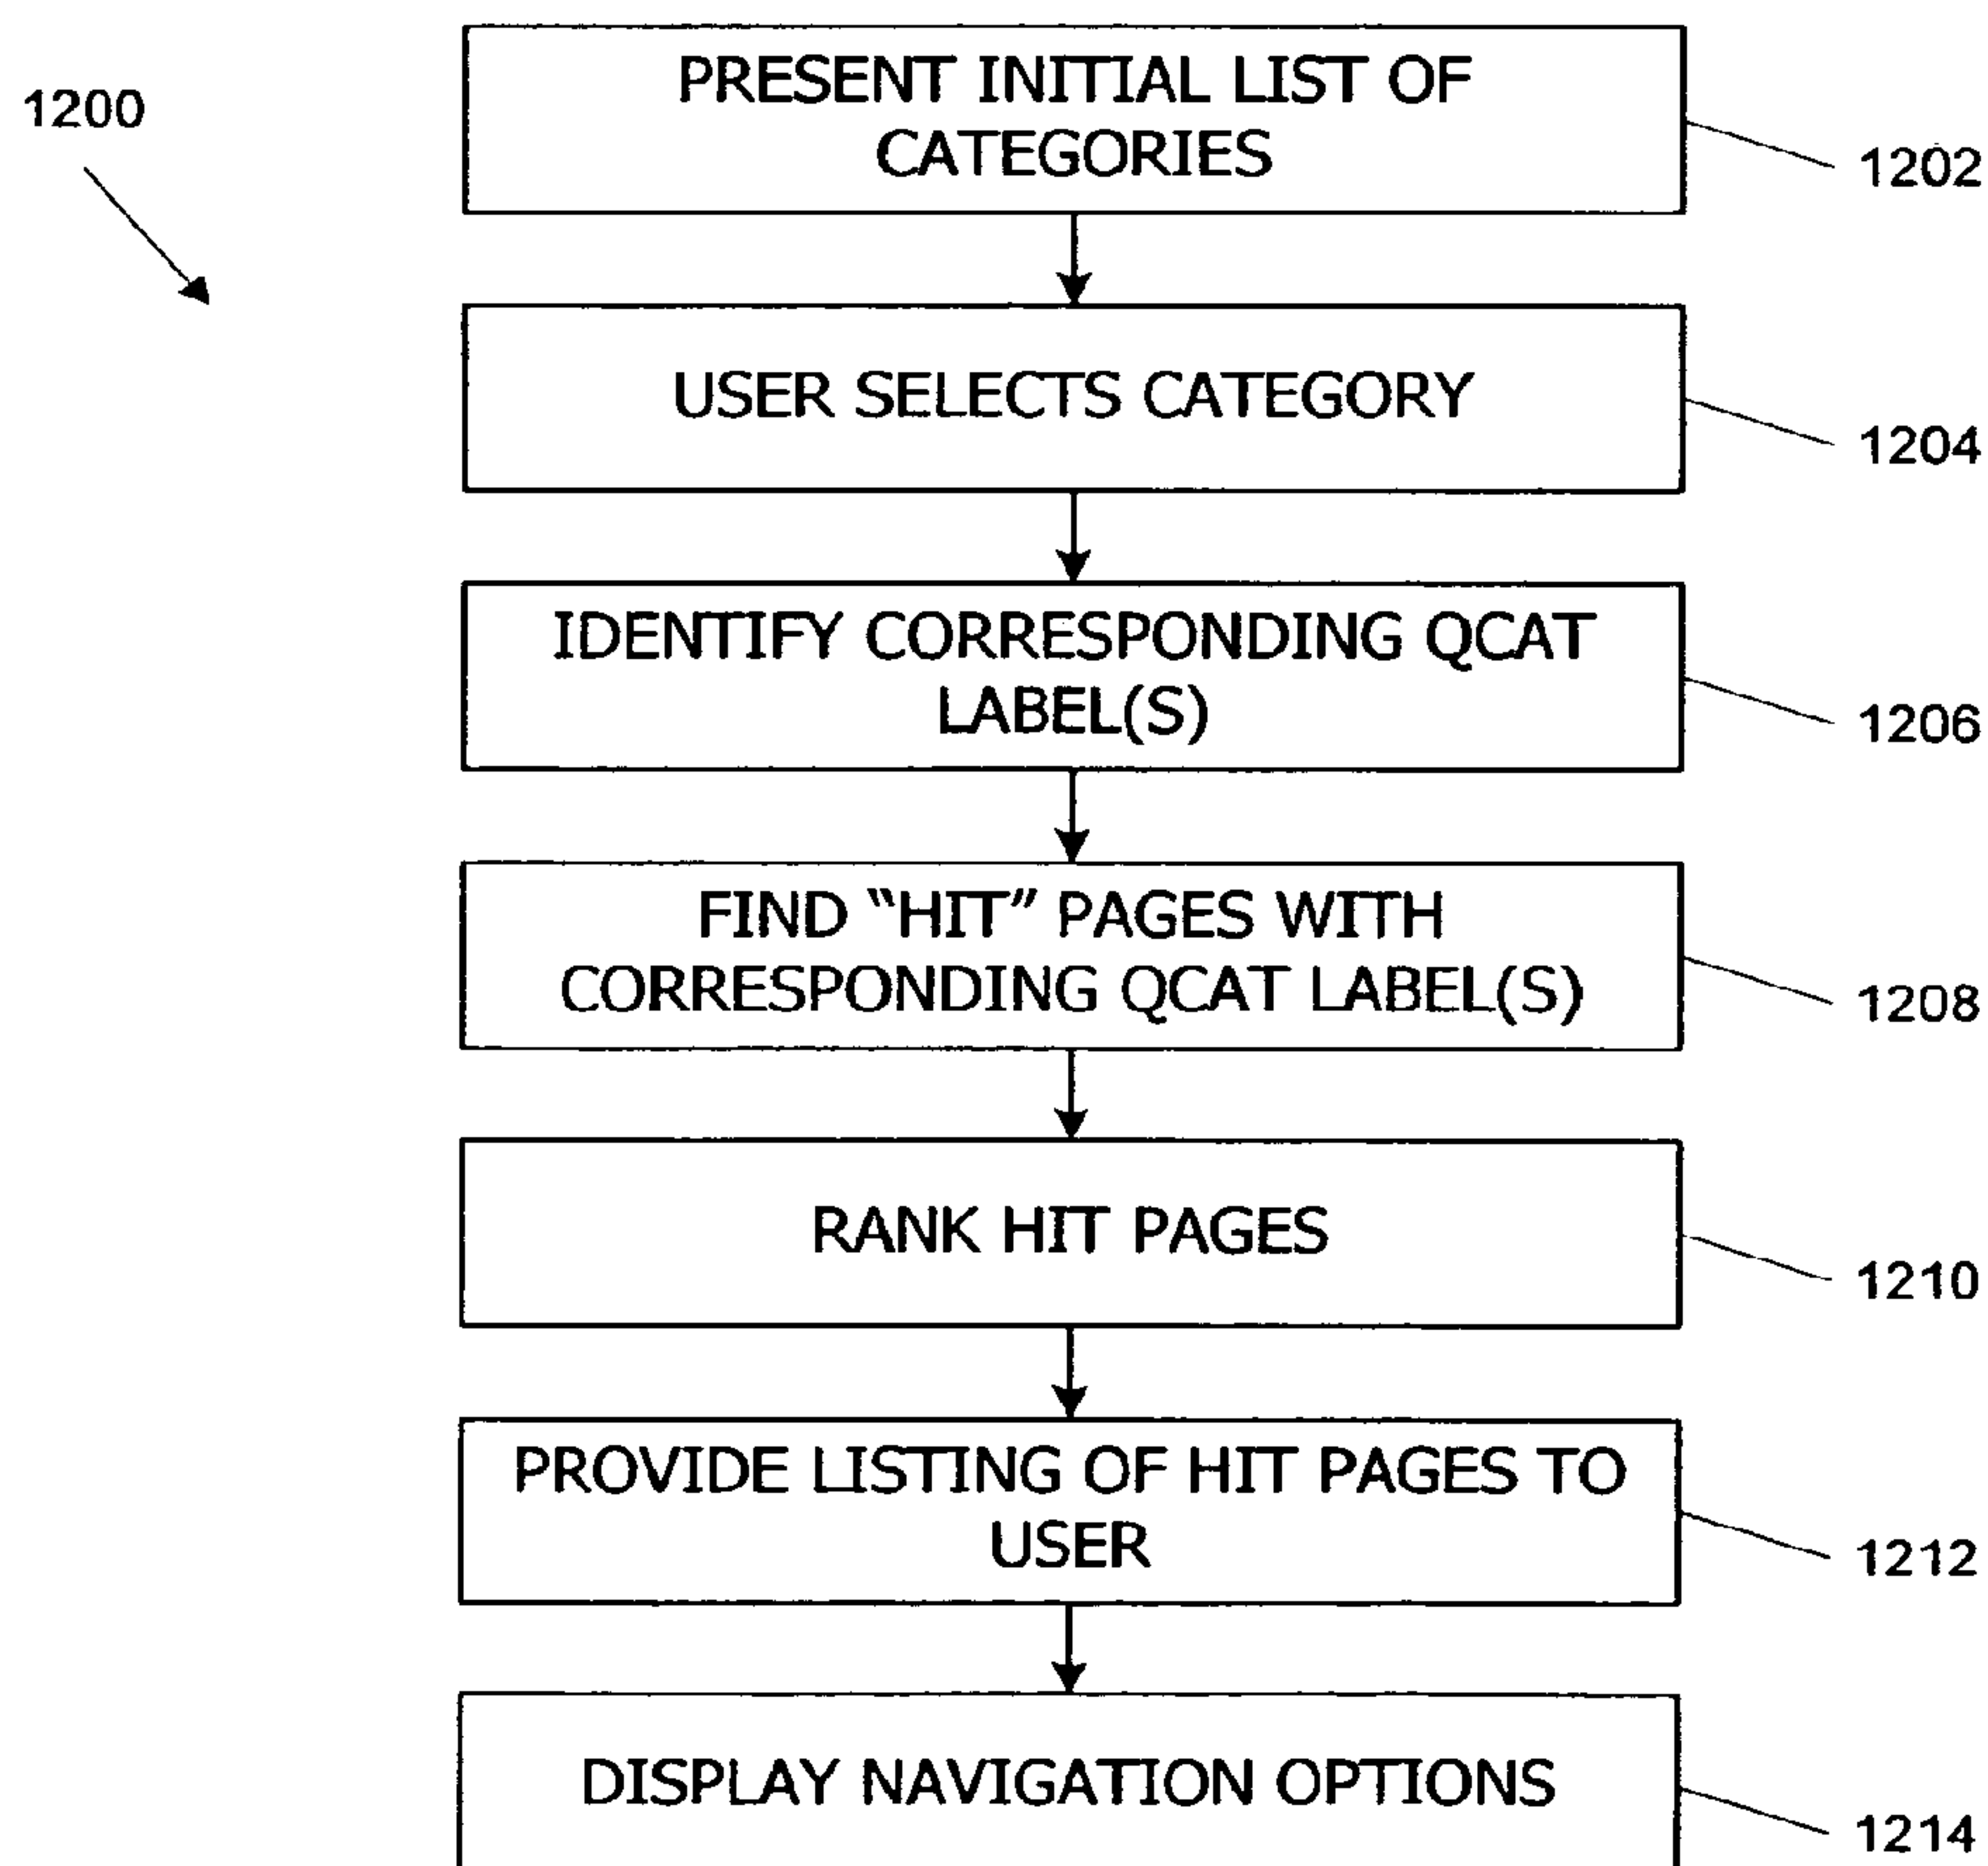 1200
PRESENT INITIAL LIST OF
CATEGORIES
1202
USER SELECTS CATEGORY
1204
IDENTIFY CORRESPONDING QCAT
LABEL(S)
1206
FIND “HIT” PAGES WITH
CORRESPONDING QCAT LABEL(S)
1208
RANK HIT PAGES
1210
PROVIDE LISTING OF HIT PAGES TO
USER
1212
DISPLAY NAVIGATION OPTIONS
1214